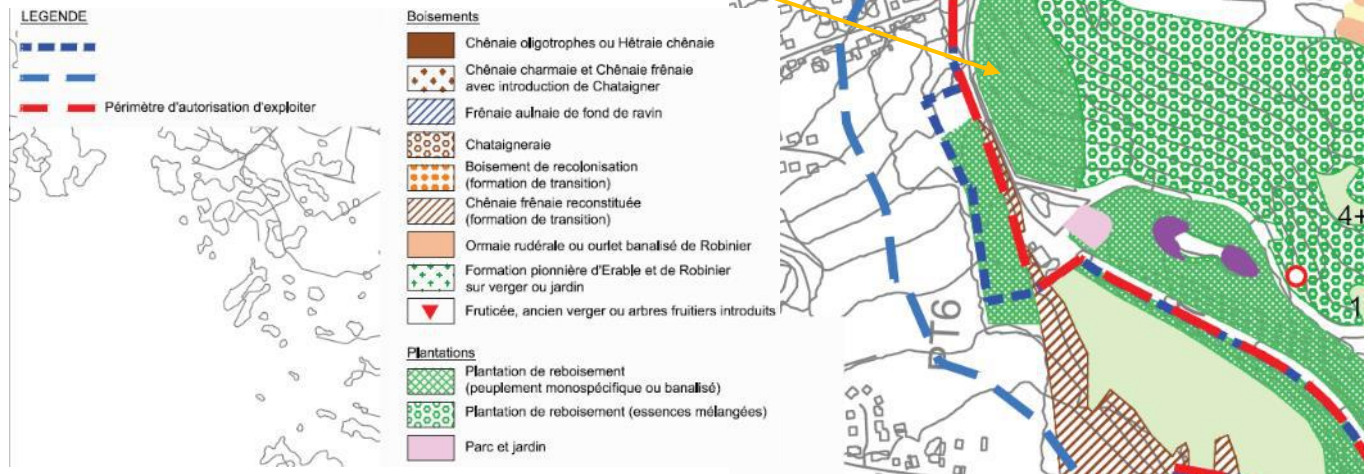 LEGENDE
Périmètre d'autorisation d'exploiter
Boisements
Chênaie oligotrophes ou Hêtraie chênaie
Chênaie charmaie et Chênaie frênaie
avec introduction de Chataigner
Frênaie aulnaie de fond de ravin
Chataigneraie
Boisement de recolonisation
(formation de transition)
Chênaie frênaie reconstituée
(formation de transition)
Ormaie rudérale ou ourlet banalisé de Robinier
Formation pionnière d'Erable et de Robinier
sur verger ou jardin
Fruticée, ancien verger ou arbres fruitiers introduits
Plantations
Plantation de reboisement
(peuplement monospécifique ou banalisé)
Plantation de reboisement (essences mélangées)
Parc et jardin
4+
1
PT6